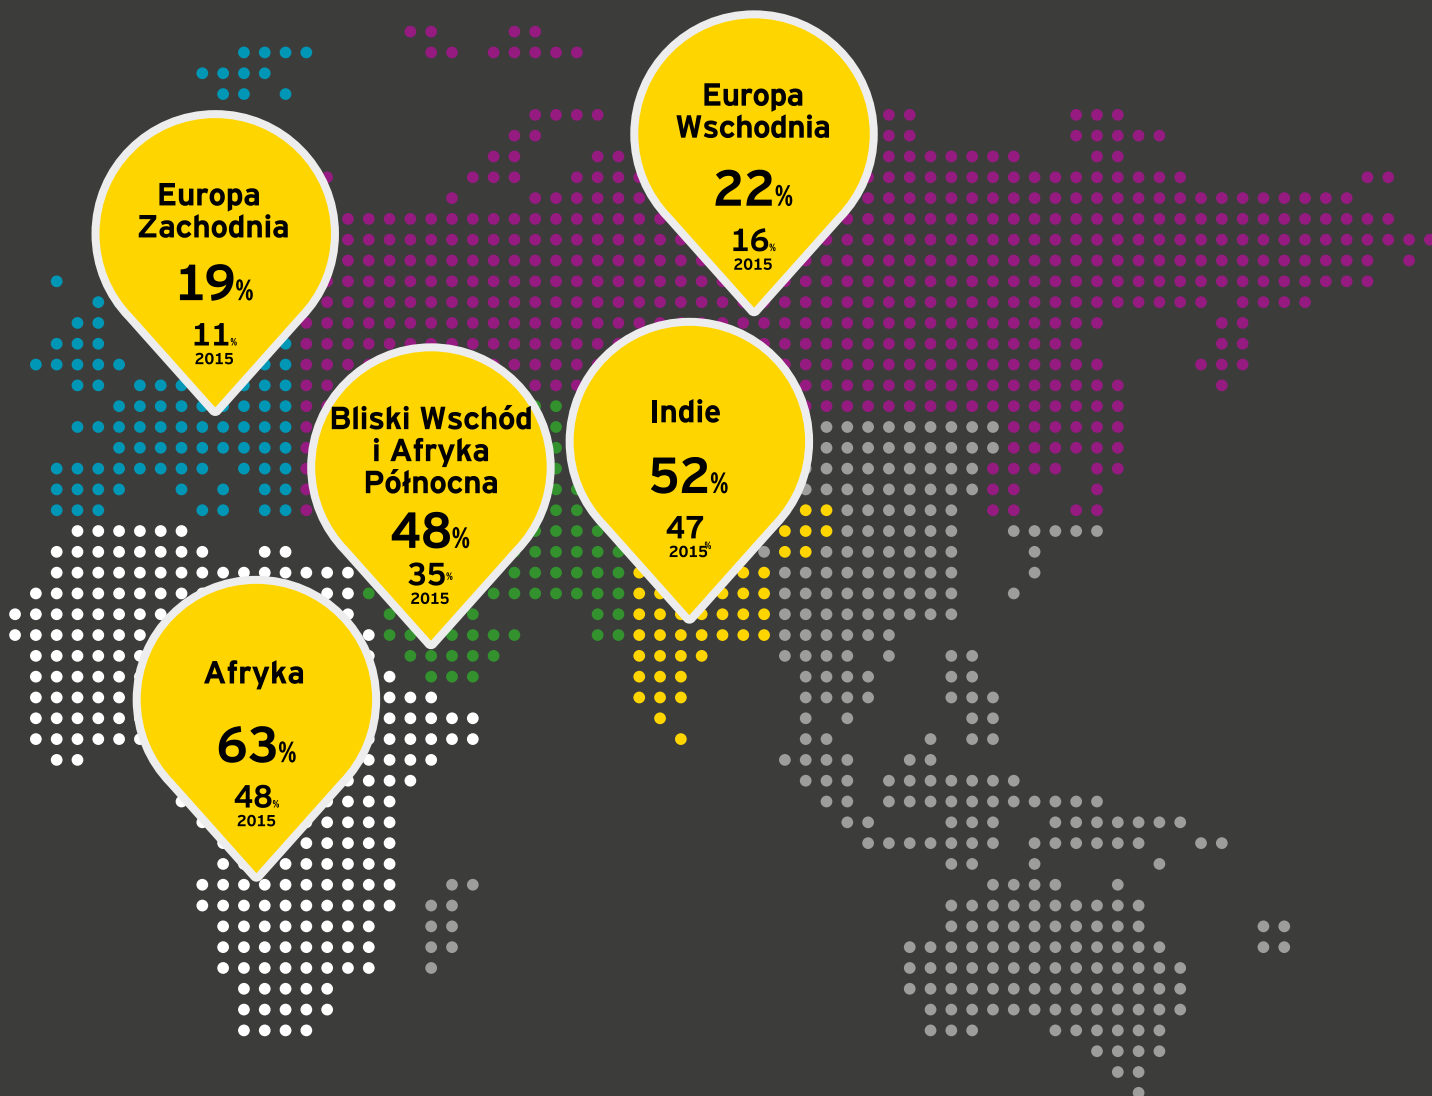 Europa
Wschodnia
22%
16%
2015
Europa
Zachodnia
19%
11%
2015
Bliski Wschód
i Afryka
Północna
48%
35%
2015
Indie
52%
47%
2015
Afryka
63%
48%
2015